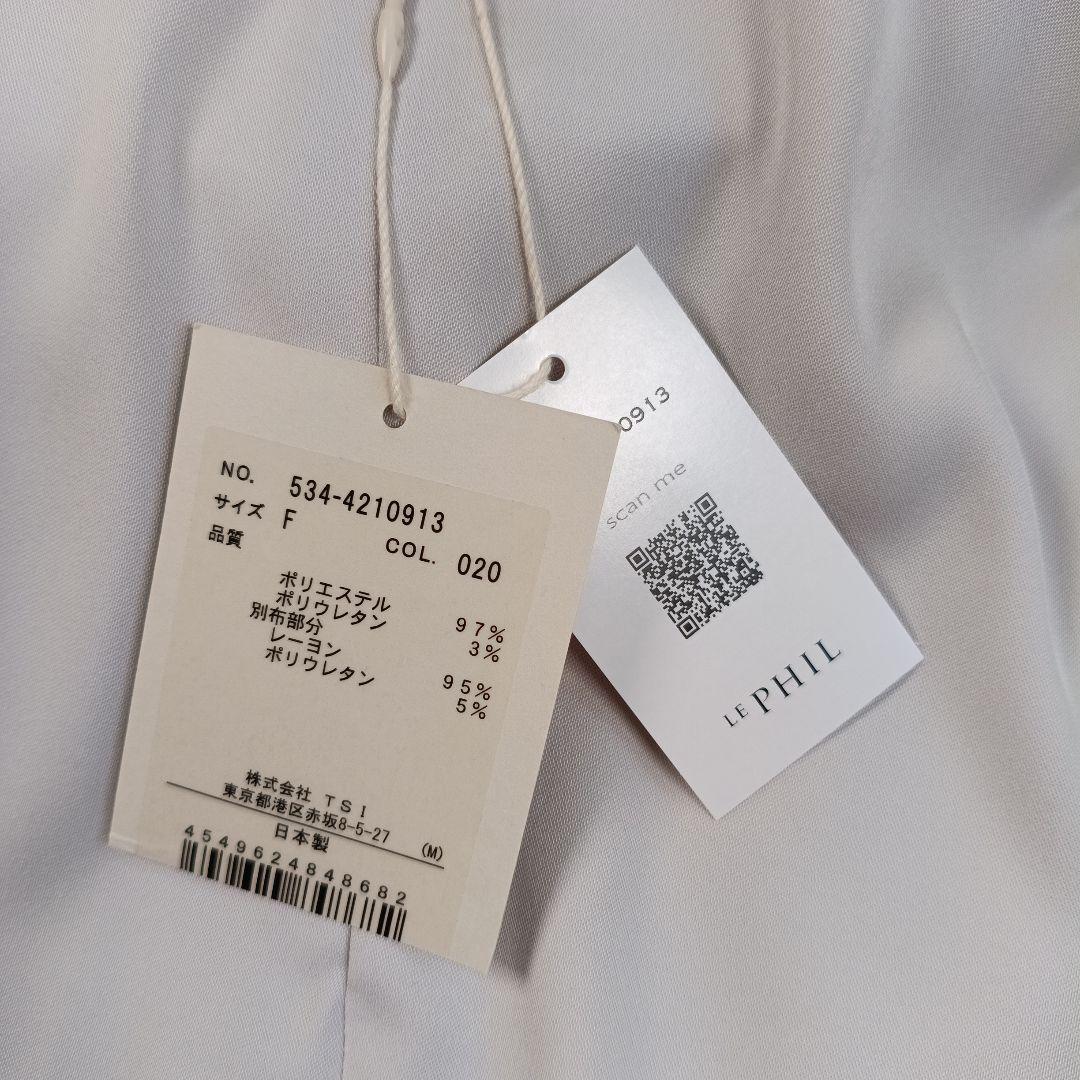 NO. 534-4210913
サイズ F
品質 COL. 020
ポリエステル 97%
ポリウレタン 3%
別布部分
レーヨン 95%
ポリウレタン 5%
株式会社 TSI
東京都港区赤坂8-5-27 (M)
日本製
4549624848682
0913
scan me
LE PHIL